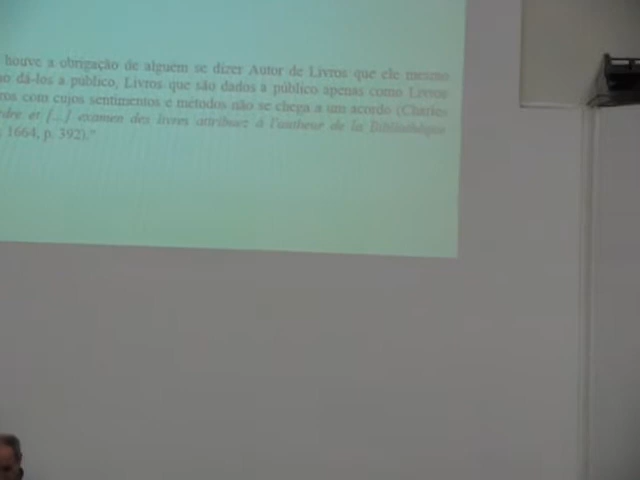 houve a obrigação de alguem se dizer Autor de Livros que ele mesmo
dá-los a público, Livros que são dados a público apenas como Livros
com cujos sentimentos e métodos não se chega a um acordo (Charles
et [...] examen des livres attribuez à l'autheur de la Bibliothèque
1664, p. 392)."